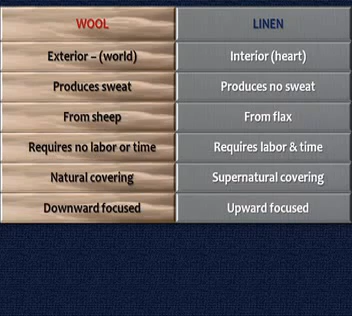 WOOL LINEN
Exterior – (world) Interior (heart)
Produces sweat Produces no sweat
From sheep From flax
Requires no labor or time Requires labor & time
Natural covering Supernatural covering
Downward focused Upward focused